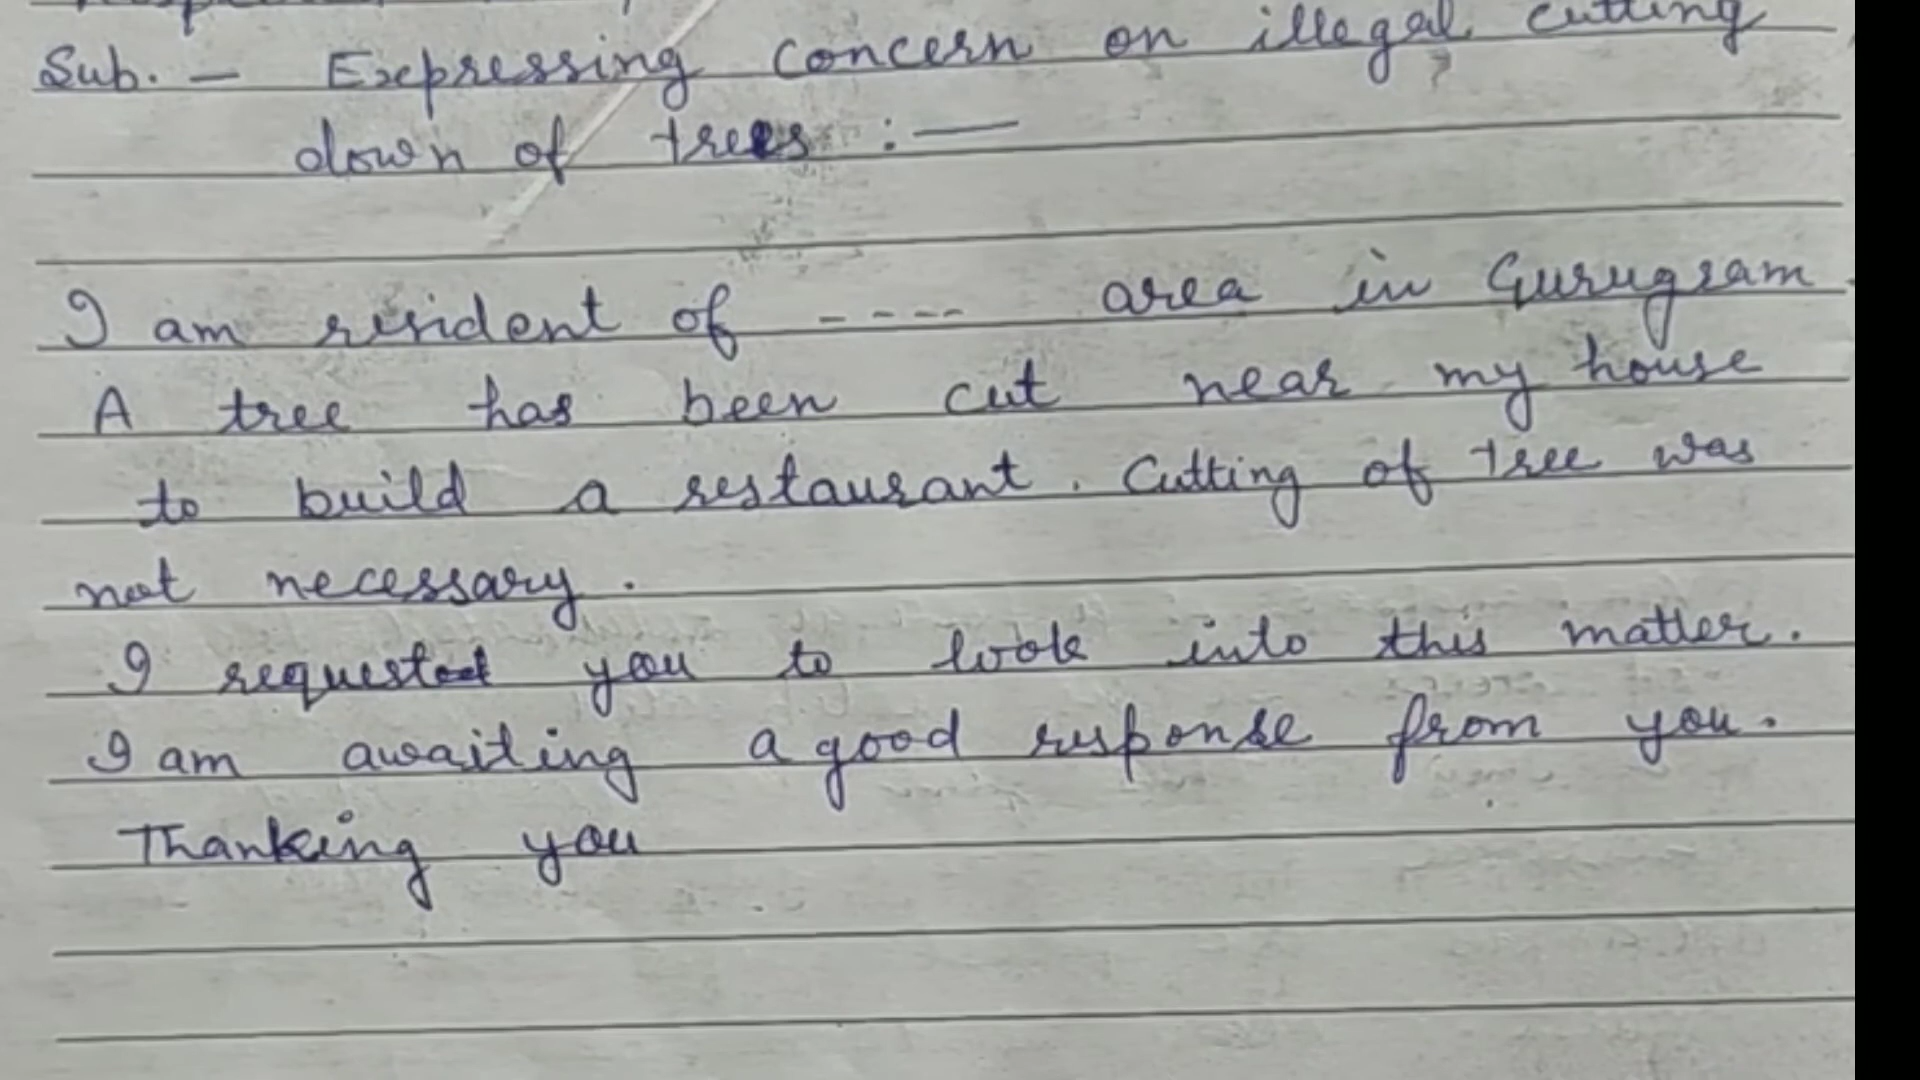 Sub. - Expressing concern on illegal cutting
down of trees :—
I am resident of ---- area in Gurugram.
A tree has been cut near my house
to build a restaurant. Cutting of tree was
not necessary.
I requested you to look into this matter.
I am awaiting a good response from you.
Thanking you